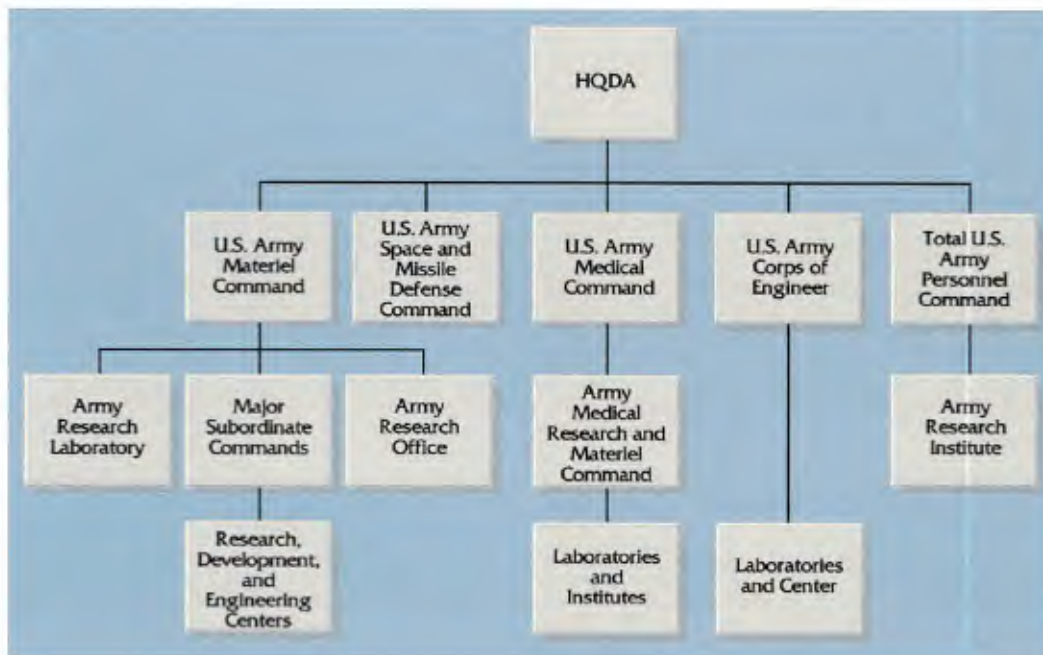 HQDA
U.S. Army
Materiel
Command
U.S. Army
Space and
Missile
Defense
Command
U.S. Army
Medical
Command
U.S. Army
Corps of
Engineer
Total U.S.
Army
Personnel
Command
Army
Research
Laboratory
Major
Subordinate
Commands
Army
Research
Office
Army
Medical
Research and
Materiel
Command
Army
Research
Institute
Research,
Development,
and
Engineering
Centers
Laboratories
and
Institutes
Laboratories
and Center